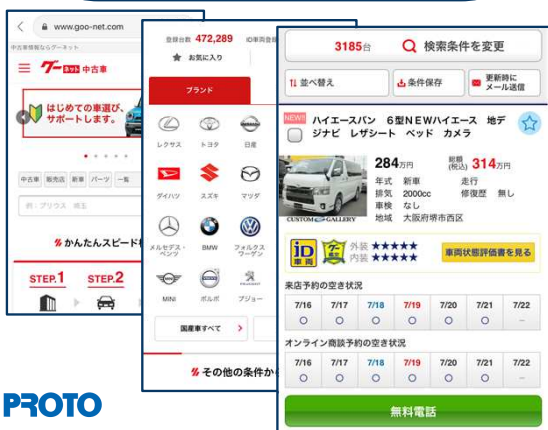 www.goo-net.com
中古車情報ならグーネット
グーネット 中古車
はじめての車選び、
サポートします。
中古車 販売店 新車 パーツ 一覧
例：プリウス 埼玉
かんたんスピード
STEP.1 STEP.2
PROTO
登録台数 472,289 ID車両登録
お気に入り
ブランド
レクサス トヨタ 日産
ダイハツ スズキ マツダ
メルセデス・ベンツ BMW フォルクスワーゲン
MINI ボルボ プジョー
国産車すべて
その他の条件か
3185台 検索条件を変更
並べ替え 条件保存 更新時にメール送信
NEW!! ハイエースバン 6型NEWハイエース 地デ
ジナビ レザシート ベッド カメラ
284万円 総額(税込) 314万円
年式 新車 走行
排気 2000cc 修復歴 無し
車検 なし
地域 大阪府堺市西区
CUSTOM GALLERY
iD 車両 グー鑑定 外装 ★★★★★
内装 ★★★★★
車両状態評価書を見る
来店予約の空き状況
7/16 7/17 7/18 7/19 7/20 7/21 7/22
○ ○ ○ ○ ○ ○ −
オンライン商談予約の空き状況
7/16 7/17 7/18 7/19 7/20 7/21 7/22
○ ○ ○ ○ ○ ○ −
無料電話